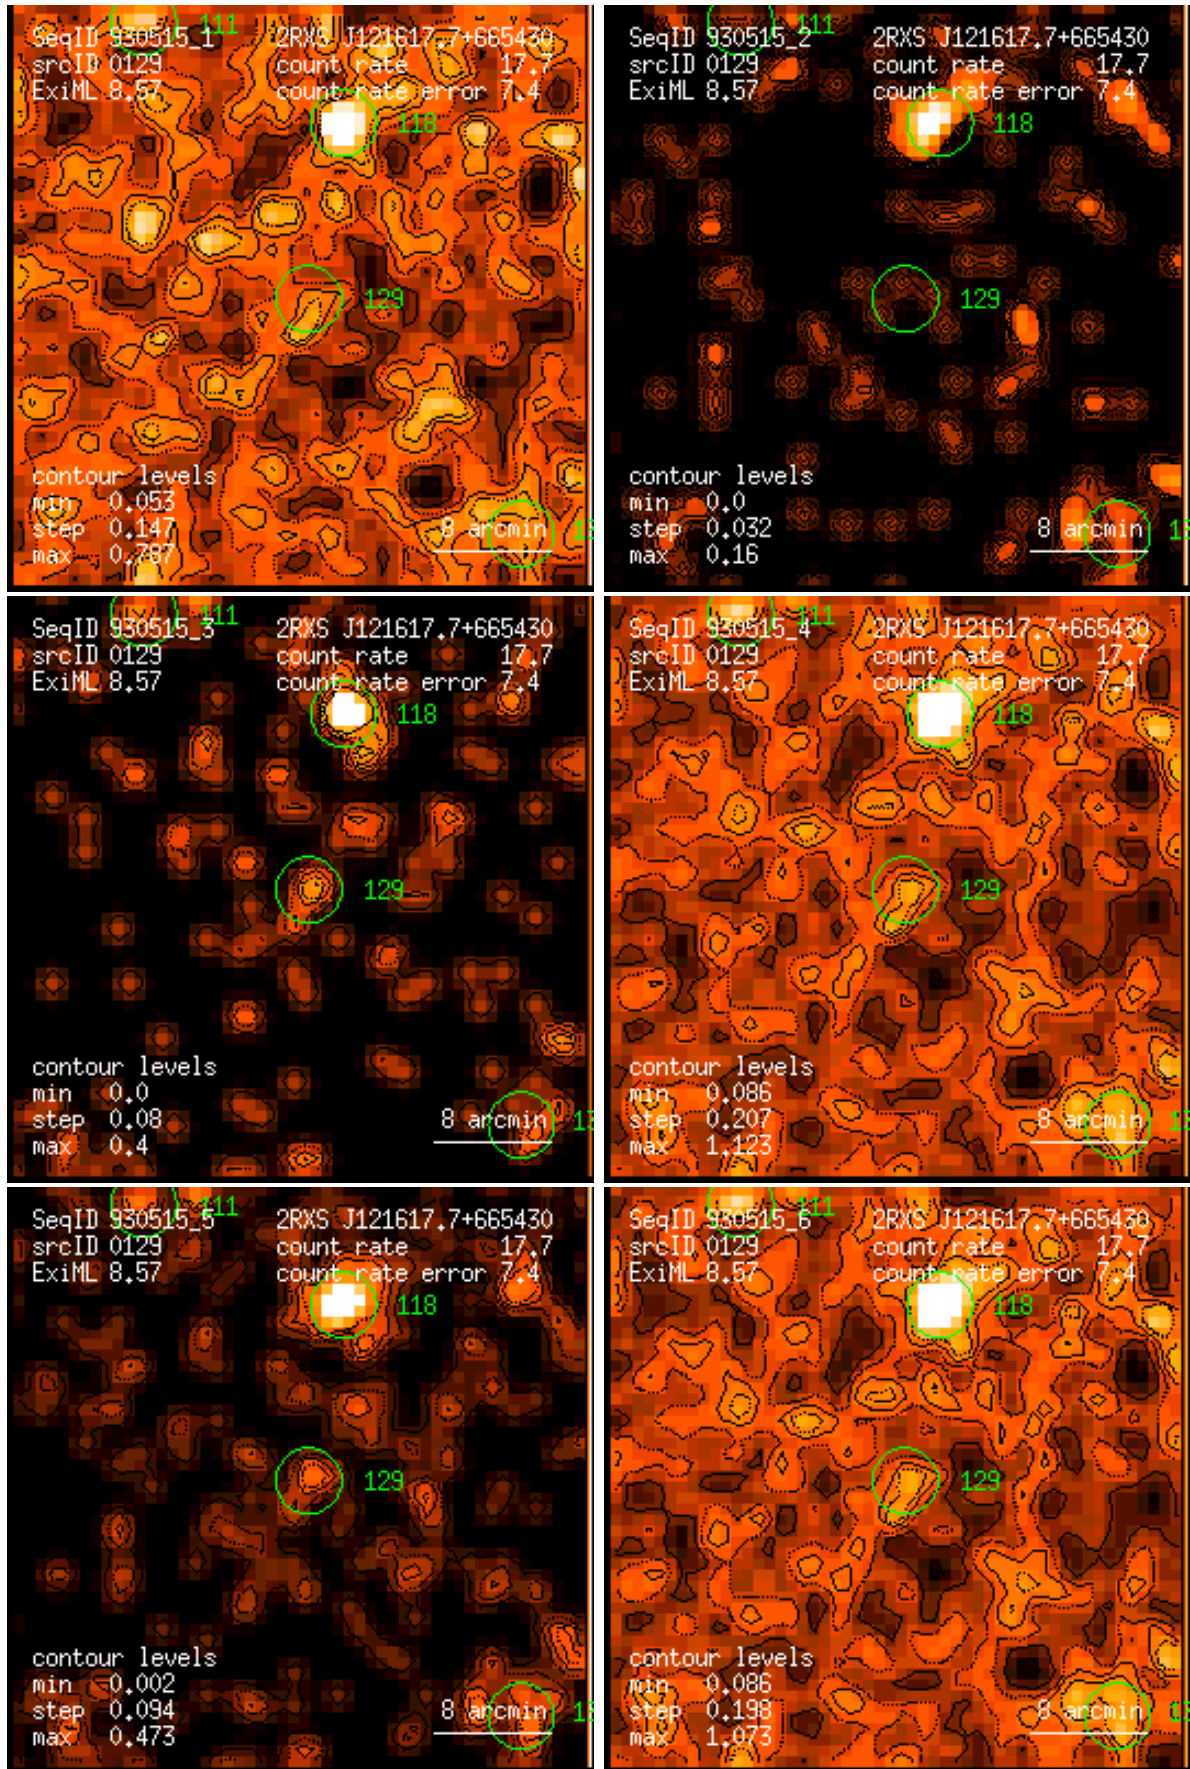 111
SeqID 930515_1 2RXS J121617.7+665430
srcID 0129 count rate 17.7
ExiML 8.57 count rate error 7.4
118
129
contour levels
min 0.053
step 0.147 8 arcmin 13
max 0.787
111
SeqID 930515_2 2RXS J121617.7+665430
srcID 0129 count rate 17.7
ExiML 8.57 count rate error 7.4
118
129
contour levels
min 0.0
step 0.032 8 arcmin 13
max 0.16
111
SeqID 930515_3 2RXS J121617.7+665430
srcID 0129 count rate 17.7
ExiML 8.57 count rate error 7.4
118
129
contour levels
min 0.0
step 0.08 8 arcmin 13
max 0.4
111
SeqID 930515_4 2RXS J121617.7+665430
srcID 0129 count rate 17.7
ExiML 8.57 count rate error 7.4
118
129
contour levels
min 0.086
step 0.207 8 arcmin 13
max 1.123
111
SeqID 930515_5 2RXS J121617.7+665430
srcID 0129 count rate 17.7
ExiML 8.57 count rate error 7.4
118
129
contour levels
min 0.002
step 0.094 8 arcmin 13
max 0.473
111
SeqID 930515_6 2RXS J121617.7+665430
srcID 0129 count rate 17.7
ExiML 8.57 count rate error 7.4
118
129
contour levels
min 0.086
step 0.198 8 arcmin 13
max 1.073